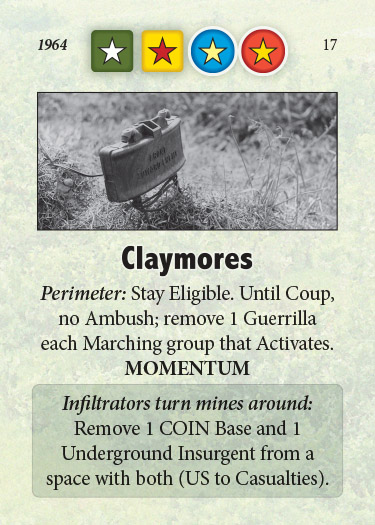 1964 17
Claymores
Perimeter: Stay Eligible. Until Coup,
no Ambush; remove 1 Guerrilla
each Marching group that Activates.
MOMENTUM
Infiltrators turn mines around:
Remove 1 COIN Base and 1
Underground Insurgent from a
space with both (US to Casualties).